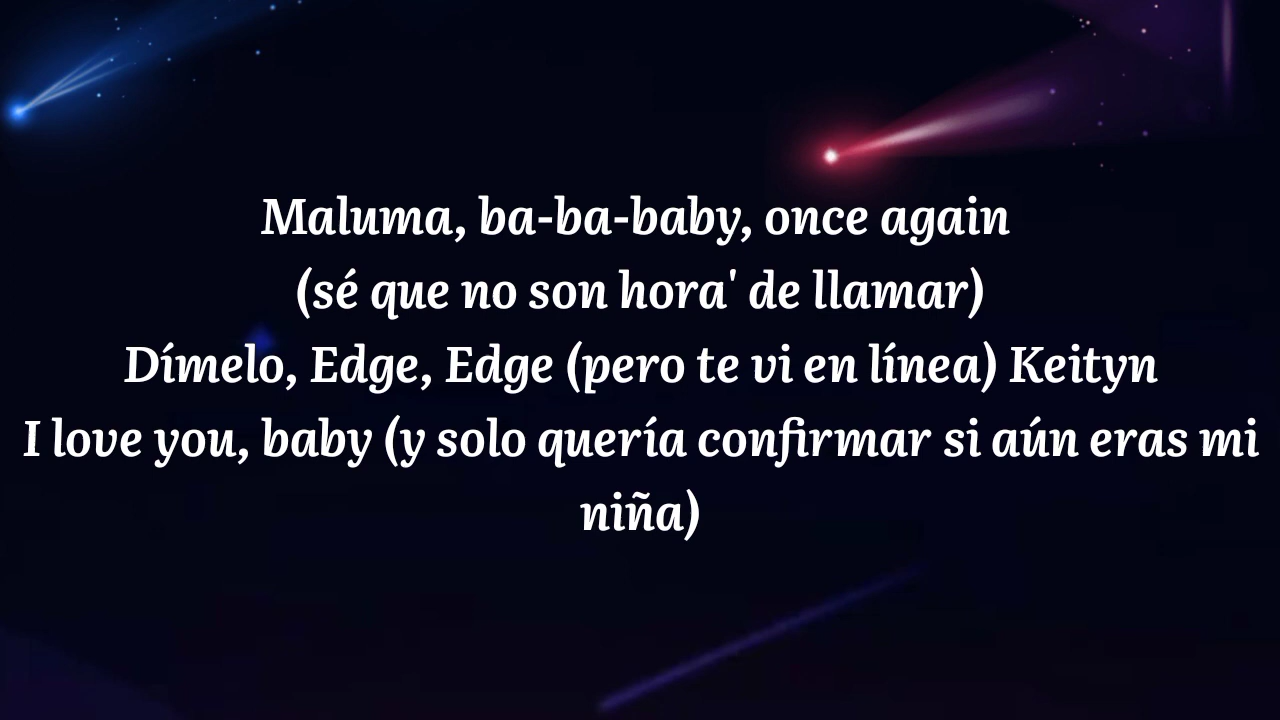 Maluma, ba-ba-baby, once again
(sé que no son hora' de llamar)
Dímelo, Edge, Edge (pero te vi en línea) Keityn
I love you, baby (y solo quería confirmar si aún eras mi
niña)